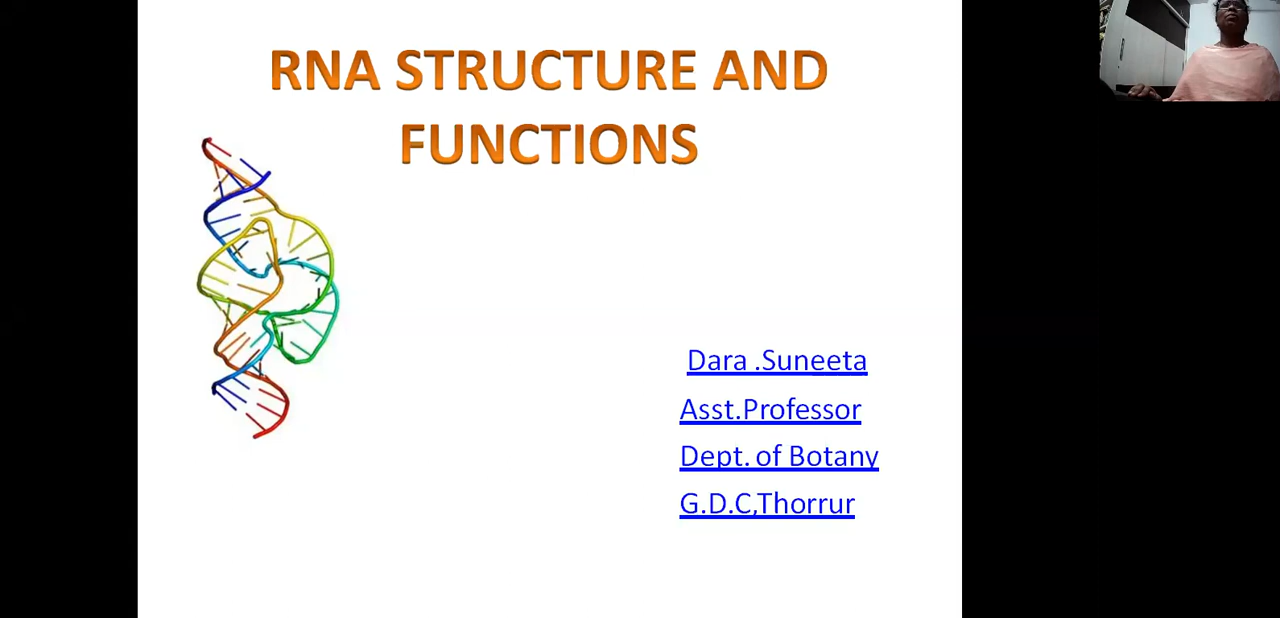 RNA STRUCTURE AND
FUNCTIONS
Dara .Suneeta
Asst.Professor
Dept. of Botany
G.D.C,Thorrur